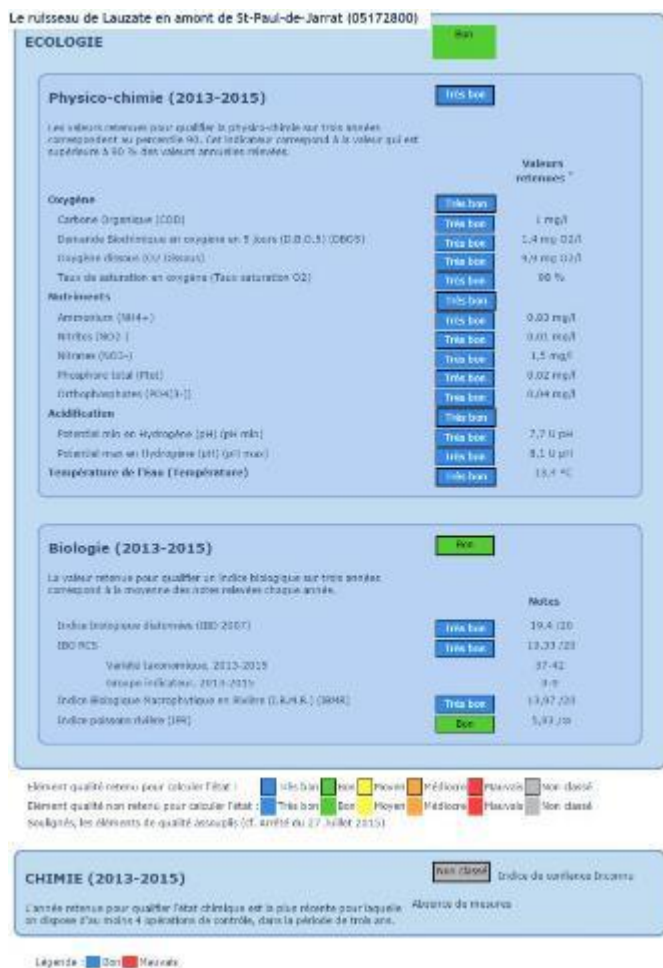 Le ruisseau de Lauzate en amont de St-Paul-de-Jarrat (05172800)
ECOLOGIE
Bon
Physico-chimie (2013-2015)
Très bon
Les valeurs retenues pour qualifier la physico-chimie sur trois années
correspondent au percentile 90. Cet indicateur correspond à la valeur qui est
supérieure à 90 % des valeurs annuelles relevées.
Valeurs
retenues *
Oxygène Très bon
Carbone Organique (COD) Très bon 1 mg/l
Demande Biochimique en oxygène en 5 jours (D.B.O.5) (DBO5) Très bon 1,4 mg O2/l
Oxygène dissous (O2 Dissous) Très bon 9,9 mg O2/l
Taux de saturation en oxygène (Taux saturation O2) Très bon %
Nutriments Très bon
Ammonium (NH4+) Très bon 0,03 mg/l
Nitrites (NO2-) Très bon 0,01 mg/l
Nitrates (NO3-) Très bon 1,5 mg/l
Phosphore total (Ptot) Très bon 0,02 mg/l
Orthophosphates (PO4(3-)) Très bon 0,04 mg/l
Acidification Très bon
Potentiel min en Hydrogène (pH) (pH min) Très bon 7,7 U pH
Potentiel max en Hydrogène (pH) (pH max) Très bon 8,1 U pH
Température de l'Eau (Température) Très bon 13,4 °C
Biologie (2013-2015)
Bon
La valeur retenue pour qualifier un indice biologique sur trois années
correspond à la moyenne des notes relevées chaque année.
Notes
Indice biologique diatomées (IBD 2007) Très bon 19.4 /20
RCS Très bon /20
Variété taxonomique, 2013-2015 37-42
Groupe indicateur, 2013-2015
Indice Biologique Macrophytique en Rivière (I.B.M.R.) (IBMR) Très bon 13,97 /20
Indice poisson rivière (IPR) Bon
Elément qualité retenu pour calculer l'état : Très bon Bon Moyen Médiocre Mauvais Non classé
Elément qualité non retenu pour calculer l'état : Très bon Bon Moyen Médiocre Mauvais Non classé
Soulignés, les éléments de qualité assouplis (cf. Arrêté du 27 Juillet 2015)
CHIMIE (2013-2015)
Non classé Indice de confiance Inconnu
L'année retenue pour qualifier l'état chimique est la plus récente pour laquelle
on dispose d'au moins 4 opérations de contrôle, dans la période de trois ans.
Absence de mesures
Légende : Bon Mauvais